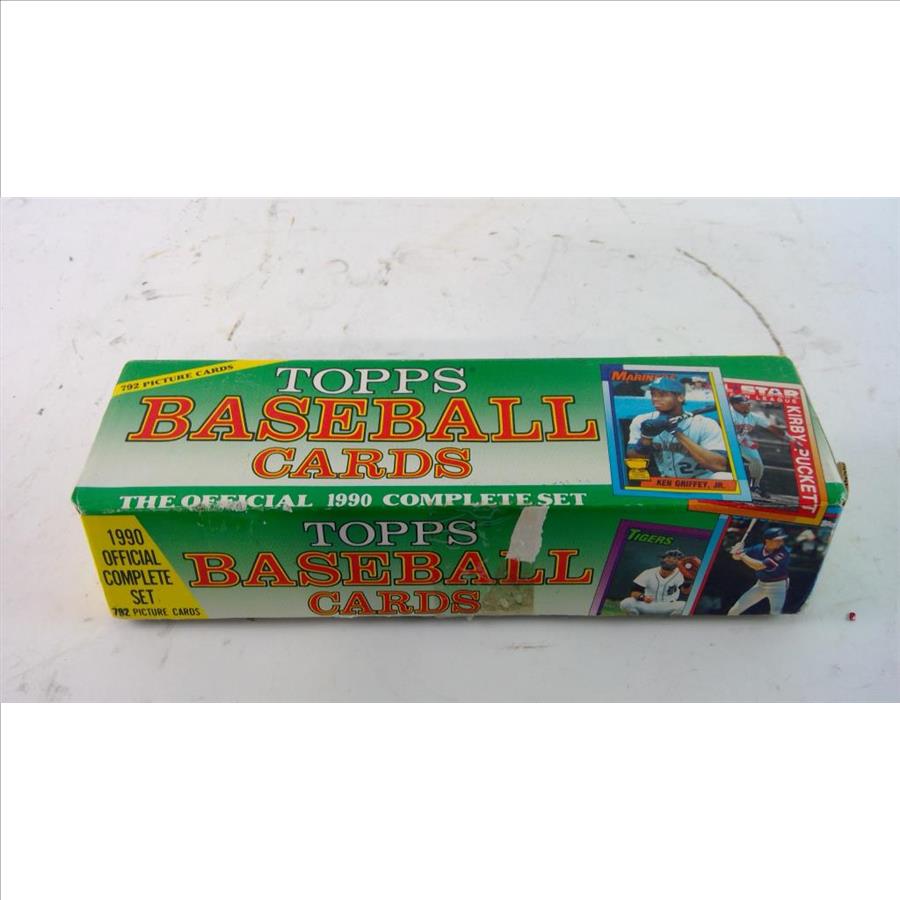 792 PICTURE CARDS
TOPPS
BASEBALL
CARDS
THE OFFICIAL 1990 COMPLETE SET
MARINERS
KEN GRIFFEY, JR.
STAR
LEAGUE
KIRBY PUCKETT
1990
OFFICIAL
COMPLETE
SET
792 PICTURE CARDS
TOPPS
BASEBALL
CARDS
TIGERS